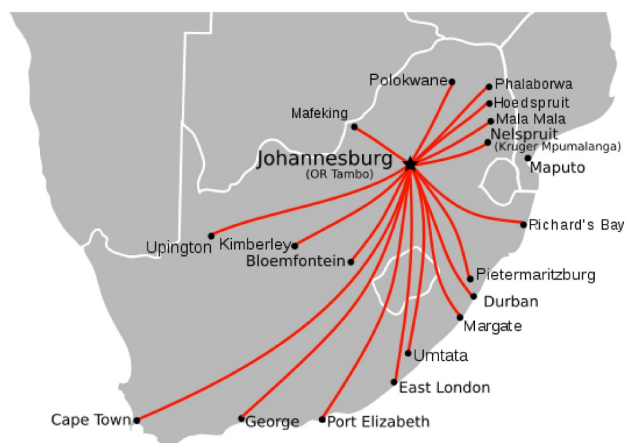 Polokwane
Phalaborwa
Hoedspruit
Mafeking
Mala Mala
Nelspruit
(Kruger Mpumalanga)
Johannesburg
(OR Tambo)
Maputo
Richard's Bay
Upington
Kimberley
Bloemfontein
Pietermaritzburg
Durban
Margate
Umtata
East London
Cape Town
George
Port Elizabeth